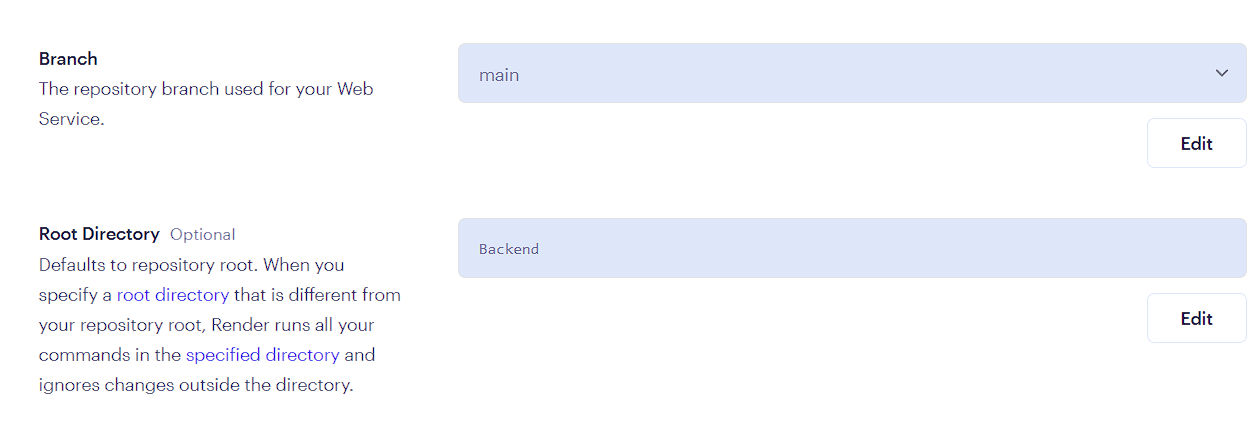 Branch
The repository branch used for your Web
Service.
main
Edit
Root Directory Optional
Defaults to repository root. When you
specify a root directory that is different from
your repository root, Render runs all your
commands in the specified directory and
ignores changes outside the directory.
Backend
Edit